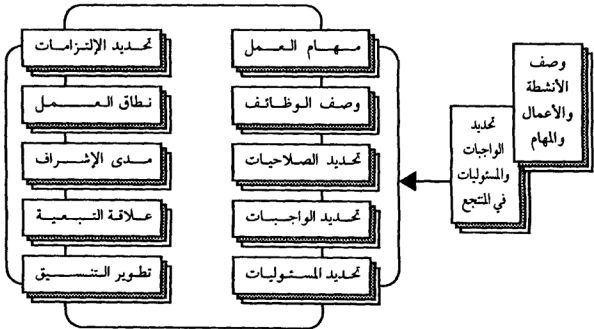 وصف
الأنشطة
والأعمال
والمهام
تحديد
الواجبات
والمسئوليات
في المنتجع
مهام العمل
وصف الوظائف
تحديد الصلاحيات
تحديد الواجبات
تحديد المسئوليات
تحديد الإلتزامات
نطاق العمل
مدى الإشراف
علاقة التبعية
تطوير التنسيق